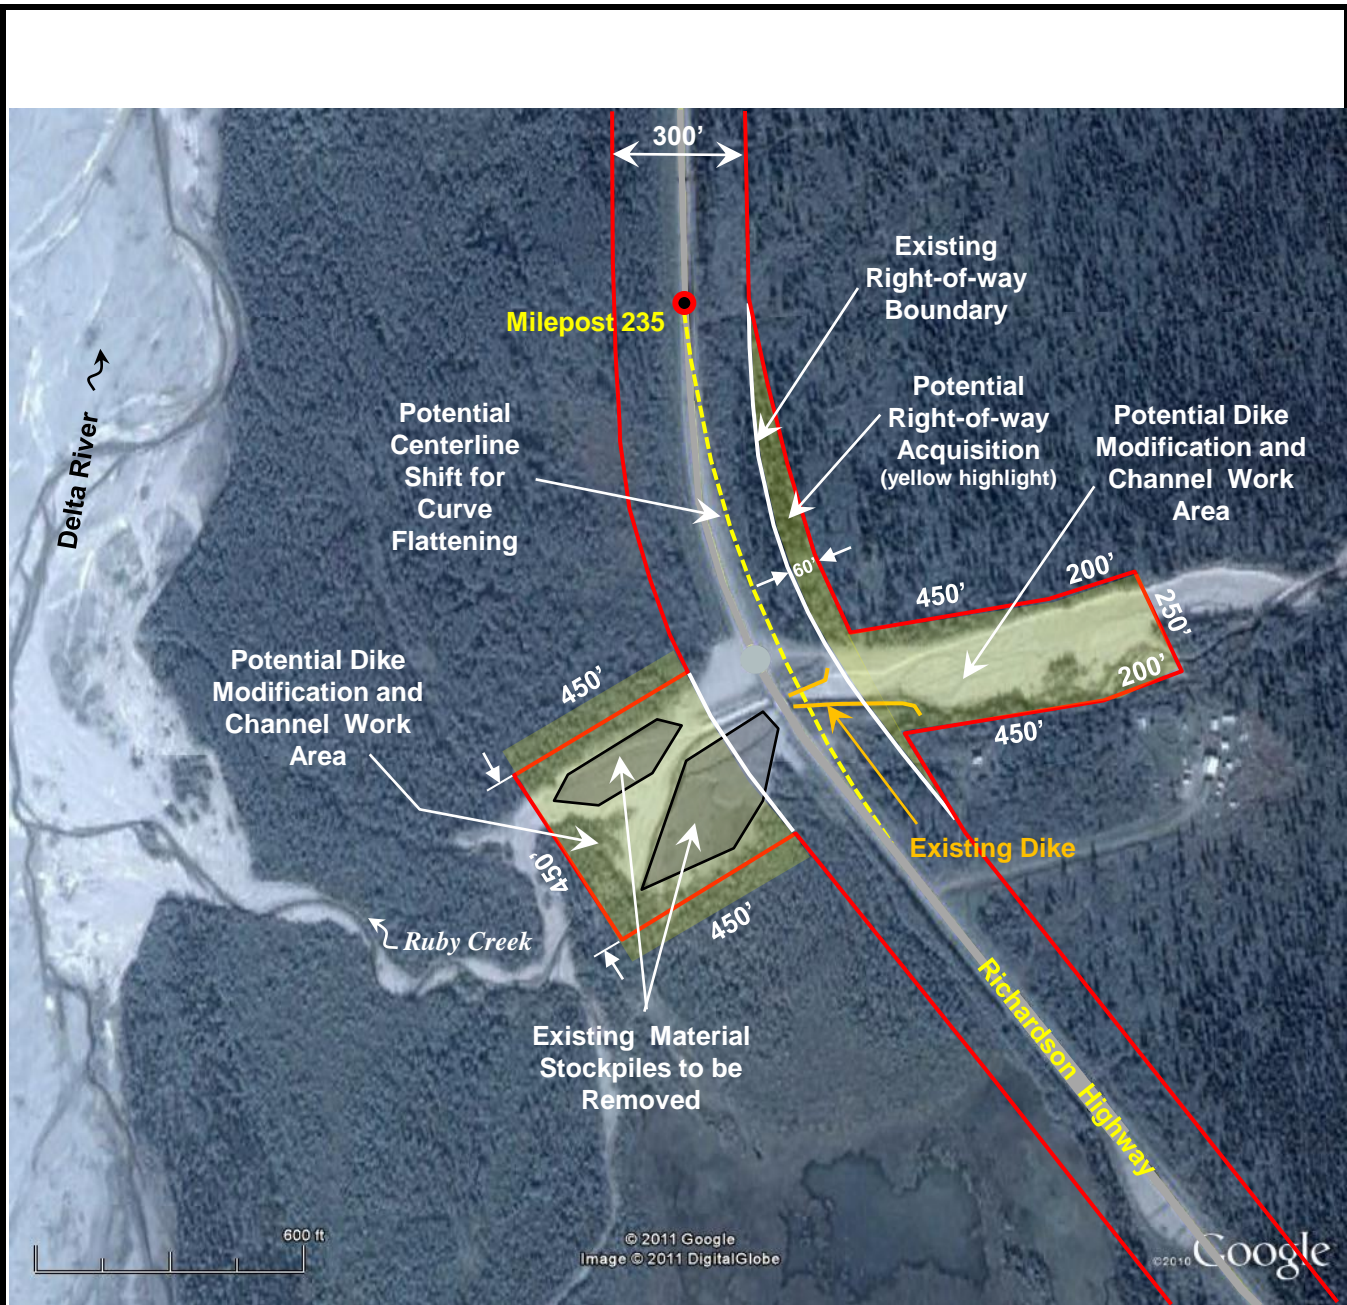 300’
Existing
Right-of-way
Boundary
Milepost 235
Potential
Right-of-way
Acquisition
(yellow highlight)
Potential Dike
Modification and
Channel Work
Area
Potential
Centerline
Shift for
Curve
Flattening
Delta River
60’
450’
200’
250’
200’
450’
Potential Dike
Modification and
Channel Work
Area
450’
450’
450’
Existing Dike
Ruby Creek
Richardson Highway
Existing Material
Stockpiles to be
Removed
600 ft
© 2011 Google
Image © 2011 DigitalGlobe
©2010 Google